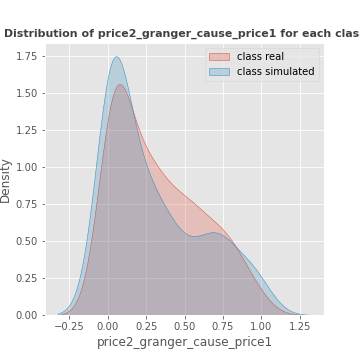 Distribution of price2_granger_cause_price1 for each clas
class real
class simulated
Density
1.75
1.50
1.25
1.00
0.75
0.50
0.25
0.00
−0.25 0.00 0.25 0.50 0.75 1.00 1.25
price2_granger_cause_price1